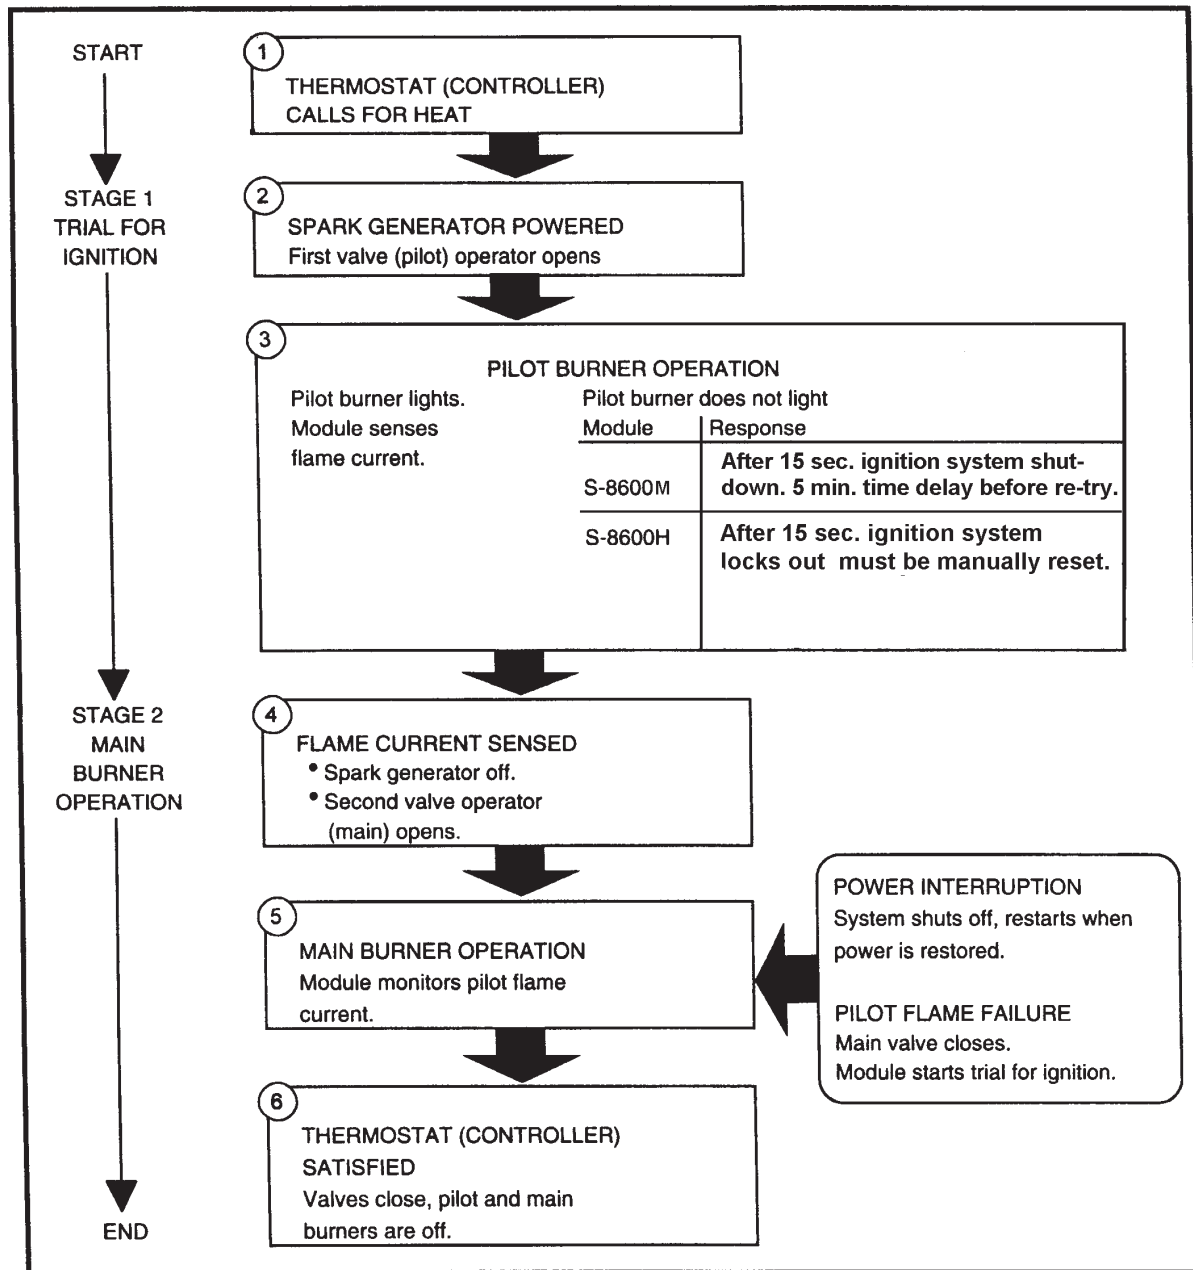 START
STAGE 1
TRIAL FOR
IGNITION
STAGE 2
MAIN
BURNER
OPERATION
END
1
THERMOSTAT (CONTROLLER)
CALLS FOR HEAT
2
SPARK GENERATOR POWERED
First valve (pilot) operator opens
3
PILOT BURNER OPERATION
Pilot burner lights.
Module senses
flame current.
Pilot burner does not light
Module Response
S-8600M
After 15 sec. ignition system shut-
down. 5 min. time delay before re-try.
S-8600H
After 15 sec. ignition system
locks out must be manually reset.
4
FLAME CURRENT SENSED
• Spark generator off.
• Second valve operator
(main) opens.
5
MAIN BURNER OPERATION
Module monitors pilot flame
current.
POWER INTERRUPTION
System shuts off, restarts when
power is restored.
PILOT FLAME FAILURE
Main valve closes.
Module starts trial for ignition.
6
THERMOSTAT (CONTROLLER)
SATISFIED
Valves close, pilot and main
burners are off.